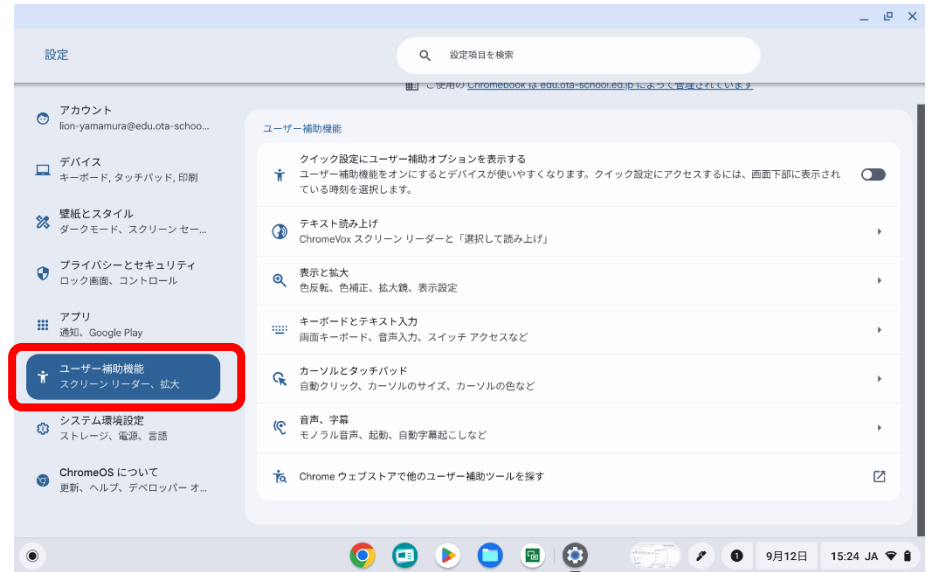 設定
設定項目を検索
ご使用の Chromebook は edu.ota-school.ed.jp によって管理されています
アカウント
lion-yamamura@edu.ota-schoo...
デバイス
キーボード, タッチパッド, 印刷
壁紙とスタイル
ダークモード、スクリーン セー...
プライバシーとセキュリティ
ロック画面、コントロール
アプリ
通知、Google Play
ユーザー補助機能
スクリーン リーダー、拡大
システム環境設定
ストレージ、電源、言語
ChromeOS について
更新、ヘルプ、デベロッパー オ...
ユーザー補助機能
クイック設定にユーザー補助オプションを表示する
ユーザー補助機能をオンにするとデバイスが使いやすくなります。クイック設定にアクセスするには、画面下部に表示され
ている時刻を選択します。
テキスト読み上げ
ChromeVox スクリーン リーダーと「選択して読み上げ」
表示と拡大
色反転、色補正、拡大鏡、表示設定
キーボードとテキスト入力
画面キーボード、音声入力、スイッチ アクセスなど
カーソルとタッチパッド
自動クリック、カーソルのサイズ、カーソルの色など
音声、字幕
モノラル音声、起動、自動字幕起こしなど
Chrome ウェブストアで他のユーザー補助ツールを探す
1
9月12日
15:24 JA